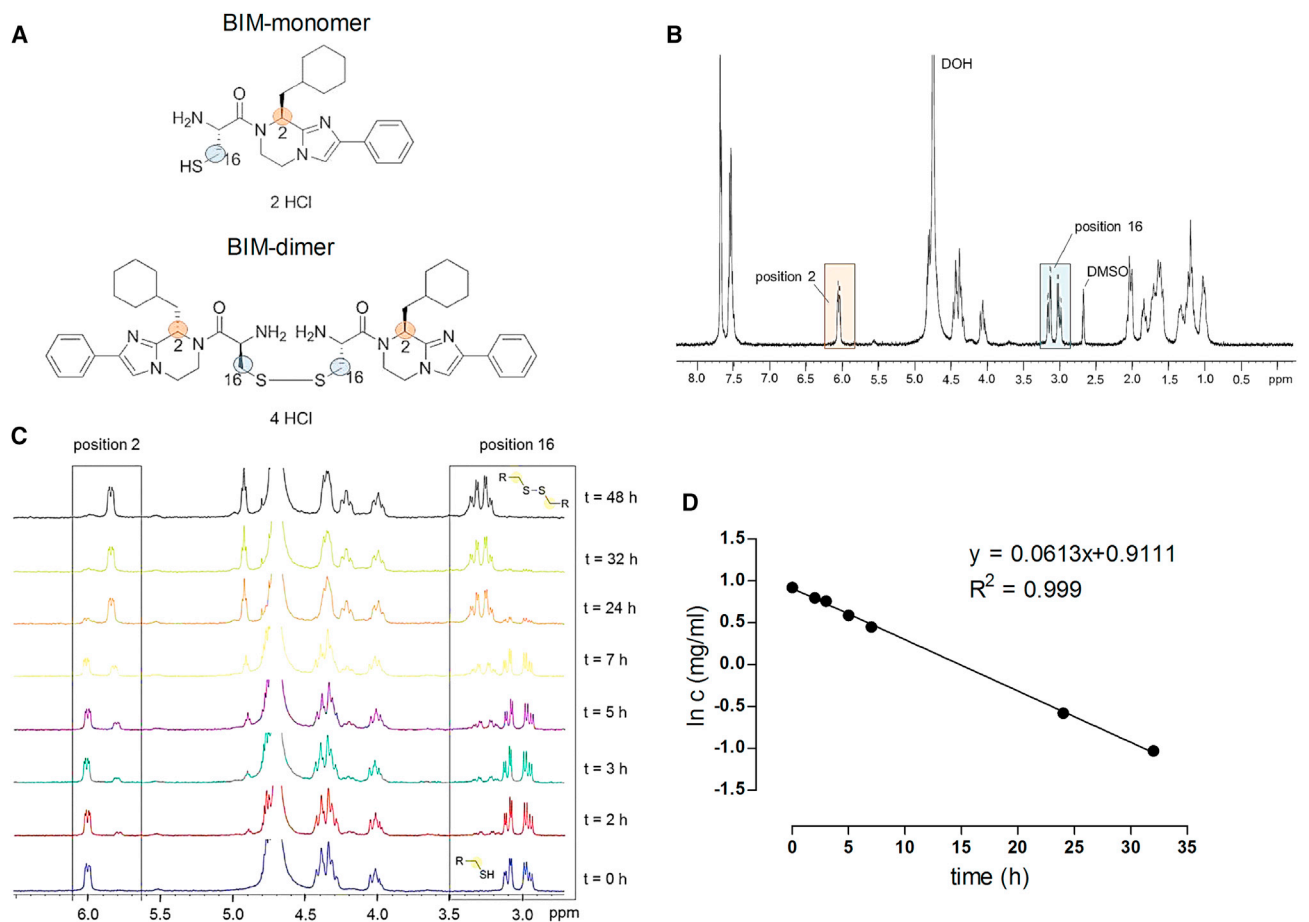 A
BIM-monomer
O
H₂N
N
2
N
N
HS
16
2 HCl
BIM-dimer
O
NH₂
H₂N
O
N
N
N
2
16
S
S
16
N
2
N
N
4 HCl
B
DOH
position 2
position 16
DMSO
8.0 7.5 7.0 6.5 6.0 5.5 5.0 4.5 4.0 3.5 3.0 2.5 2.0 1.5 1.0 0.5 ppm
C
position 2
position 16
R
S-S
R
t = 48 h
t = 32 h
t = 24 h
t = 7 h
t = 5 h
t = 3 h
t = 2 h
R
SH
t = 0 h
6.0 5.5 5.0 4.5 4.0 3.5 3.0 ppm
D
y = 0.0613x+0.9111
R² = 0.999
ln c (mg/ml)
1.5
1.0
0.5
0.0
-0.5
-1.0
-1.5
0 5 10 15 20 25 30 35
time (h)